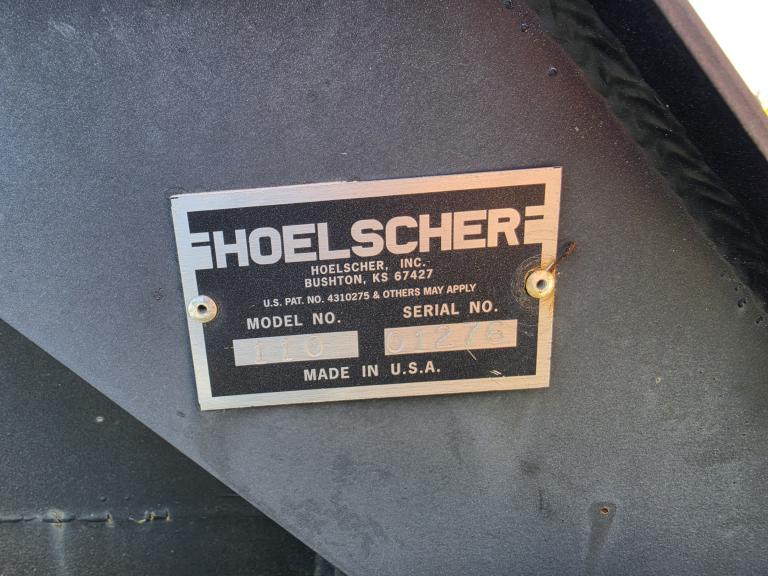 HOELSCHER
HOELSCHER, INC.
BUSHTON, KS 67427
U.S. PAT. NO. 4310275 & OTHERS MAY APPLY
MODEL NO. SERIAL NO.
110 01276
MADE IN U.S.A.